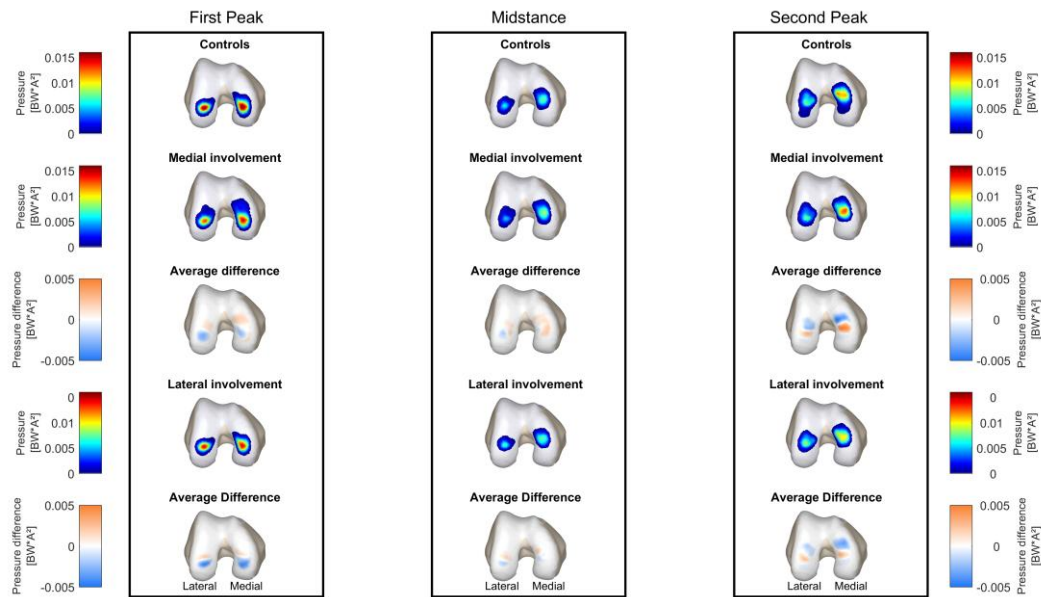 First Peak
Midstance
Second Peak
Controls
Controls
Controls
0.015
0.01
0.005
0
Pressure
[BW*A²]
0.015
0.01
0.005
0
Pressure
[BW*A²]
Medial involvement
Medial involvement
Medial involvement
0.015
0.01
0.005
0
Pressure
[BW*A²]
0.015
0.01
0.005
0
Pressure
[BW*A²]
Average difference
Average difference
Average difference
0.005
0
-0.005
Pressure difference
[BW*A²]
0.005
0
-0.005
Pressure difference
[BW*A²]
Lateral involvement
Lateral involvement
Lateral involvement
0
0.01
0.005
0
Pressure
[BW*A²]
0
0.01
0.005
0
Pressure
[BW*A²]
Average Difference
Average Difference
Average Difference
0.005
0
-0.005
Pressure difference
[BW*A²]
0.005
0
-0.005
Pressure difference
[BW*A²]
Lateral Medial
Lateral Medial
Lateral Medial